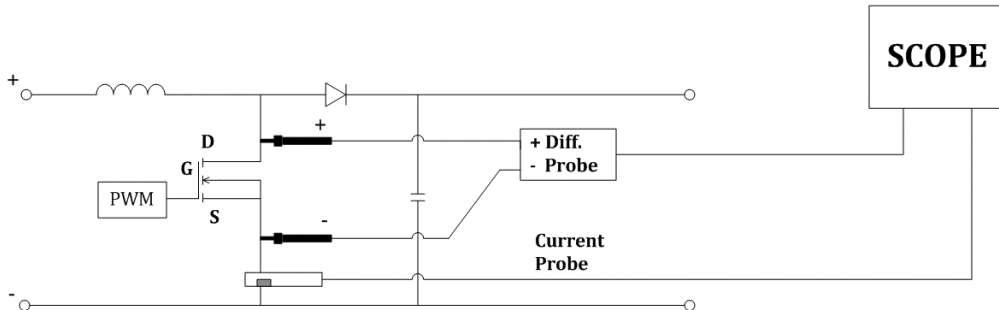 SCOPE
+
+
D
+ Diff.
- Probe
G
PWM
S
-
Current
Probe
-